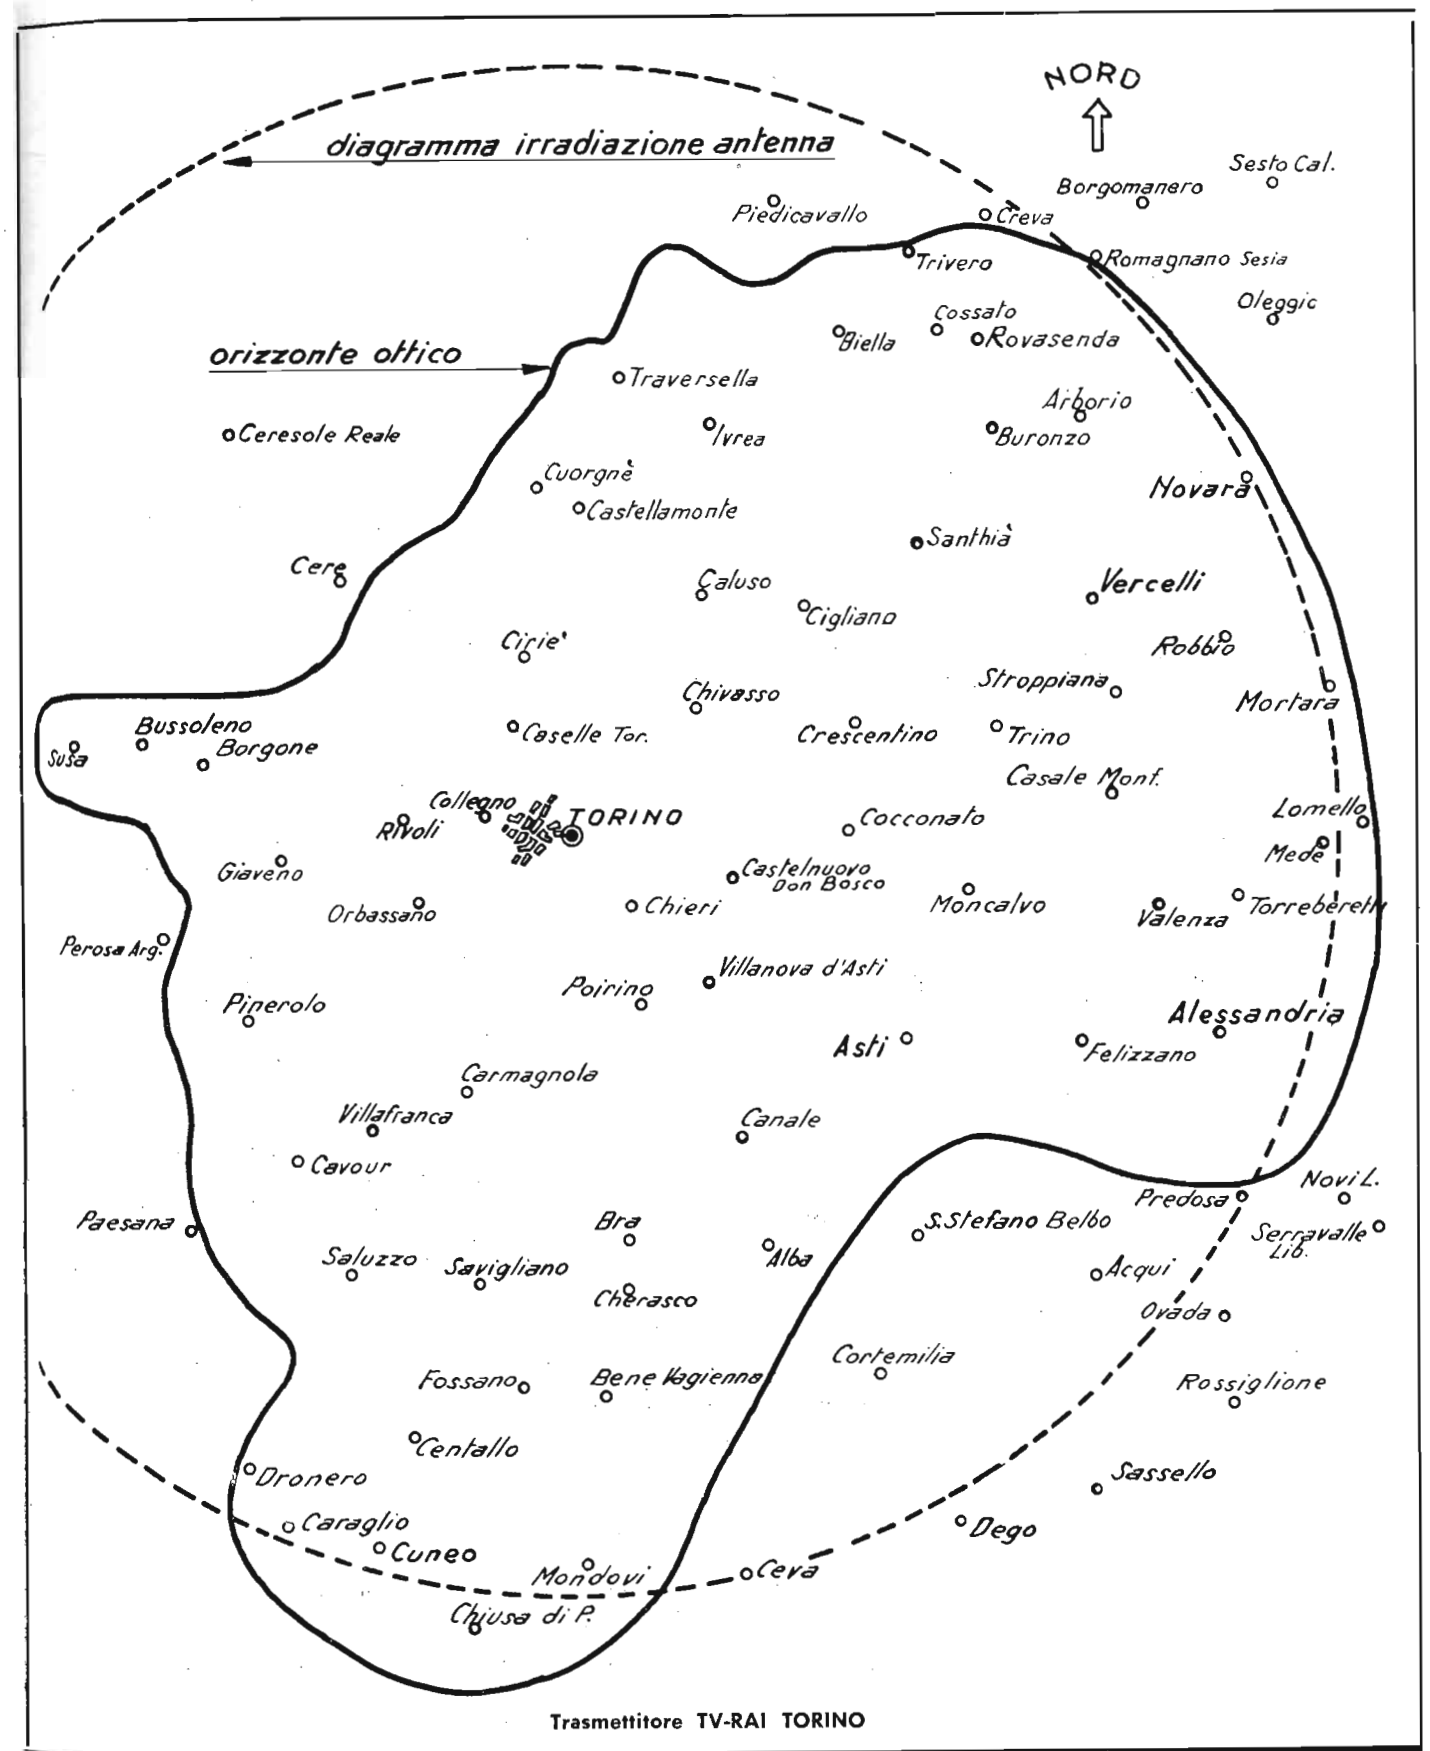 NORD
diagramma irradiazione antenna
Sesto Cal.
Borgomanero
Piedicavallo
Creva
Trivero
Romagnano Sesia
Oleggio
Cossato
Biella
Rovasenda
orizzonte ottico
Traversella
Arborio
Ceresole Reale
Ivrea
Buronzo
Cuorgnè
Novara
Castellamonte
Santhià
Cere
Caluso
Vercelli
Cigliano
Cirie'
Robbio
Stroppiana
Chivasso
Mortara
Bussoleno
Caselle Tor.
Crescentino
Trino
Susa
Borgone
Casale Monf.
Collegno
TORINO
Rivoli
Cocconato
Lomello
Mede
Giaveno
Castelnuovo
Don Bosco
Orbassano
Chieri
Moncalvo
Valenza
Torreberetti
Perosa Arg.
Villanova d'Asti
Poirino
Pinerolo
Alessandria
Asti
Felizzano
Carmagnola
Villafranca
Canale
Cavour
Novi L.
Predosa
Paesana
Bra
S.Stefano Belbo
Serravalle
Lib.
Saluzzo
Savigliano
Alba
Acqui
Cherasco
Ovada
Cortemilia
Fossano
Bene Vagienna
Rossiglione
Centallo
Dronero
Sassello
Caraglio
Dego
Cuneo
Mondovi
Ceva
Chiusa di P.
Trasmettitore TV-RAI TORINO